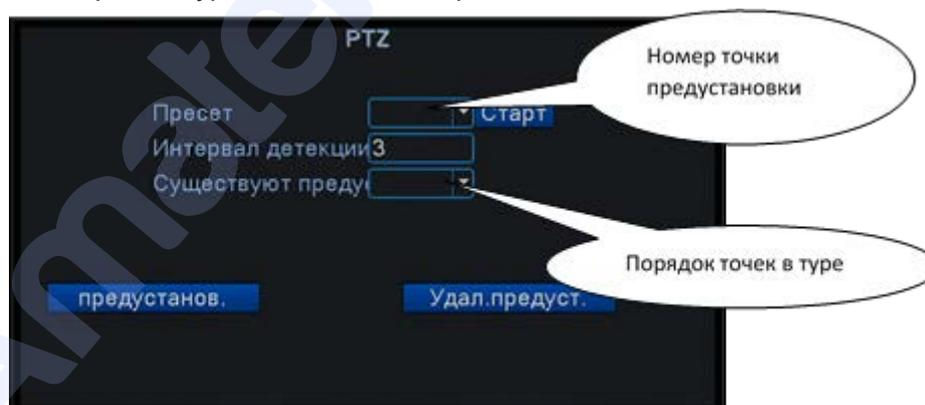 PTZ
Номер точки
предустановки
Пресет Старт
Интервал детекции 3
Существуют преду
Порядок точек в туре
предустанов. Удал.предуст.